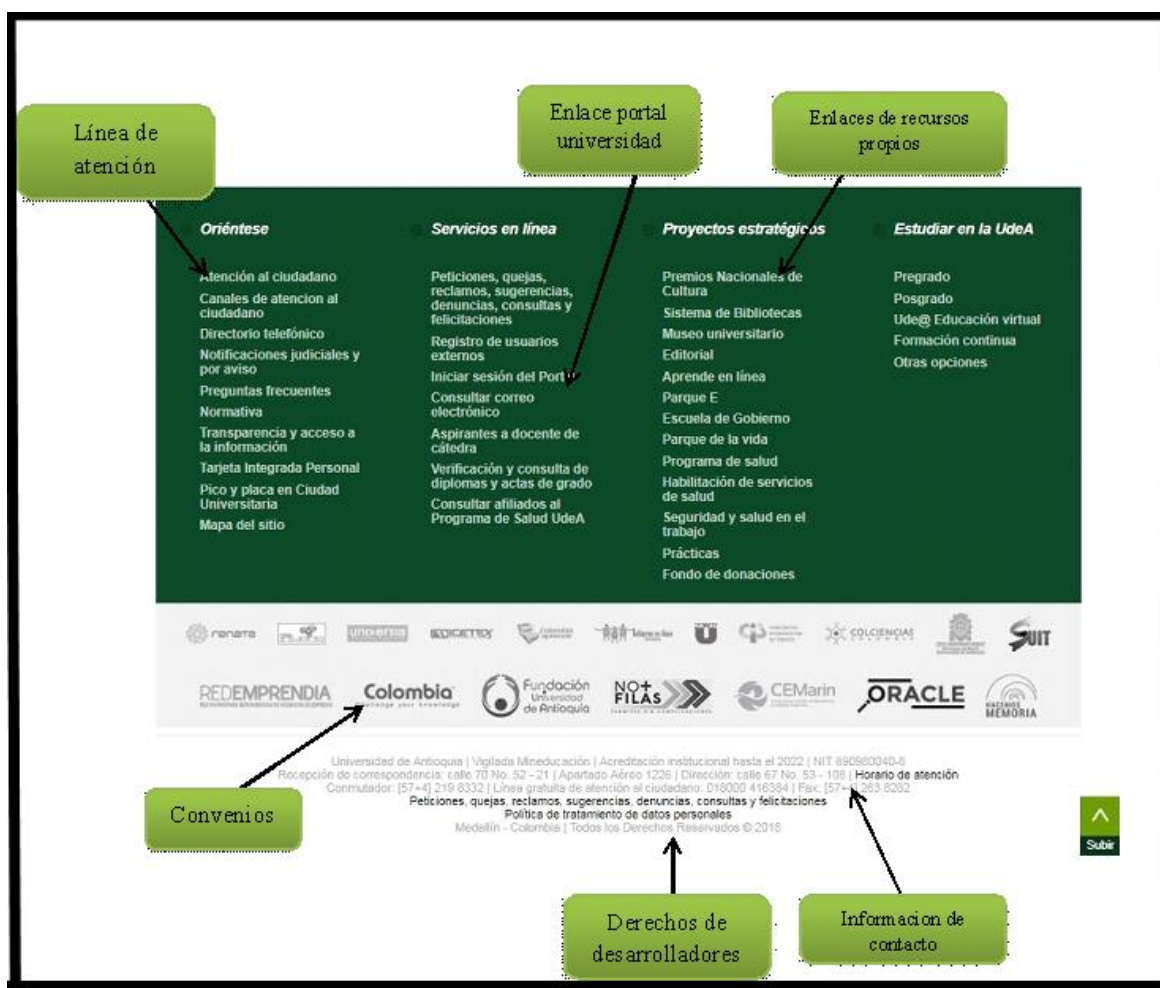 Línea de
atención
Enlace portal
universidad
Enlaces de recursos
propios
Oriéntese
Atención al ciudadano
Canales de atencion al
ciudadano
Directorio telefónico
Notificaciones judiciales y
por aviso
Preguntas frecuentes
Normativa
Transparencia y acceso a
la información
Tarjeta Integrada Personal
Pico y placa en Ciudad
Universitaria
Mapa del sitio
Servicios en línea
Peticiones, quejas,
reclamos, sugerencias,
denuncias, consultas y
felicitaciones
Registro de usuarios
externos
Iniciar sesión del Portal
Consultar correo
electrónico
Aspirantes a docente de
cátedra
Verificación y consulta de
diplomas y actas de grado
Consultar afiliados al
Programa de Salud UdeA
Proyectos estratégicos
Premios Nacionales de
Cultura
Sistema de Bibliotecas
Museo universitario
Editorial
Aprende en línea
Parque E
Escuela de Gobierno
Parque de la vida
Programa de salud
Habilitación de servicios
de salud
Seguridad y salud en el
trabajo
Prácticas
Fondo de donaciones
Estudiar en la UdeA
Pregrado
Posgrado
Ude@ Educación virtual
Formación continua
Otras opciones
renata
universia
ICETEX
COLCIENCIAS
SUIT
REDEMPRENDIA
Colombia
challenge your knowledge
Fundación
Universidad
de Antioquia
NO+
FILAS
CEMarin
ORACLE
HACEMOS
MEMORIA
Universidad de Antioquia | Vigilada Mineducación | Acreditación institucional hasta el 2022 | NIT 890980040-8
Recepción de correspondencia: calle 70 No. 52 - 21 | Apartado Aéreo 1226 | Dirección: calle 67 No. 53 - 108 | Horario de atención
Conmutador: [57+4] 219 8332 | Línea gratuita de atención al ciudadano: 018000 416384 | Fax: [57+4] 263 8282
Peticiones, quejas, reclamos, sugerencias, denuncias, consultas y felicitaciones
Política de tratamiento de datos personales
Medellín - Colombia | Todos los Derechos Reservados © 2018
Subir
Convenios
Derechos de
desarrolladores
Informacion de
contacto